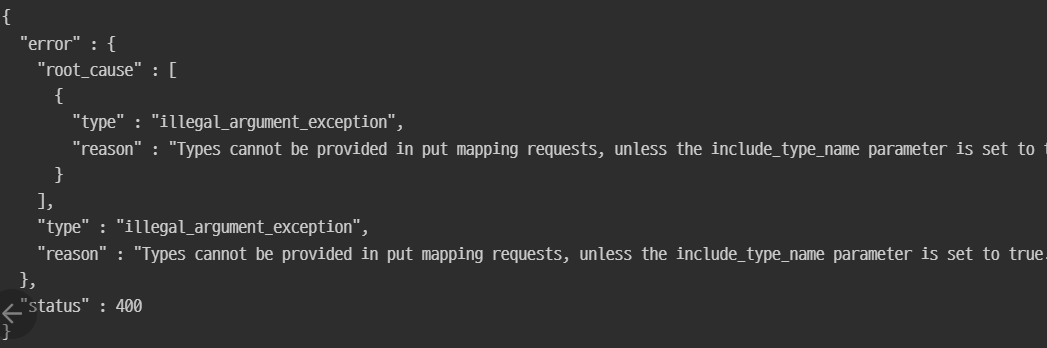 {
"error" : {
"root_cause" : [
{
"type" : "illegal_argument_exception",
"reason" : "Types cannot be provided in put mapping requests, unless the include_type_name parameter is set to
}
],
"type" : "illegal_argument_exception",
"reason" : "Types cannot be provided in put mapping requests, unless the include_type_name parameter is set to true.
},
"status" : 400
}